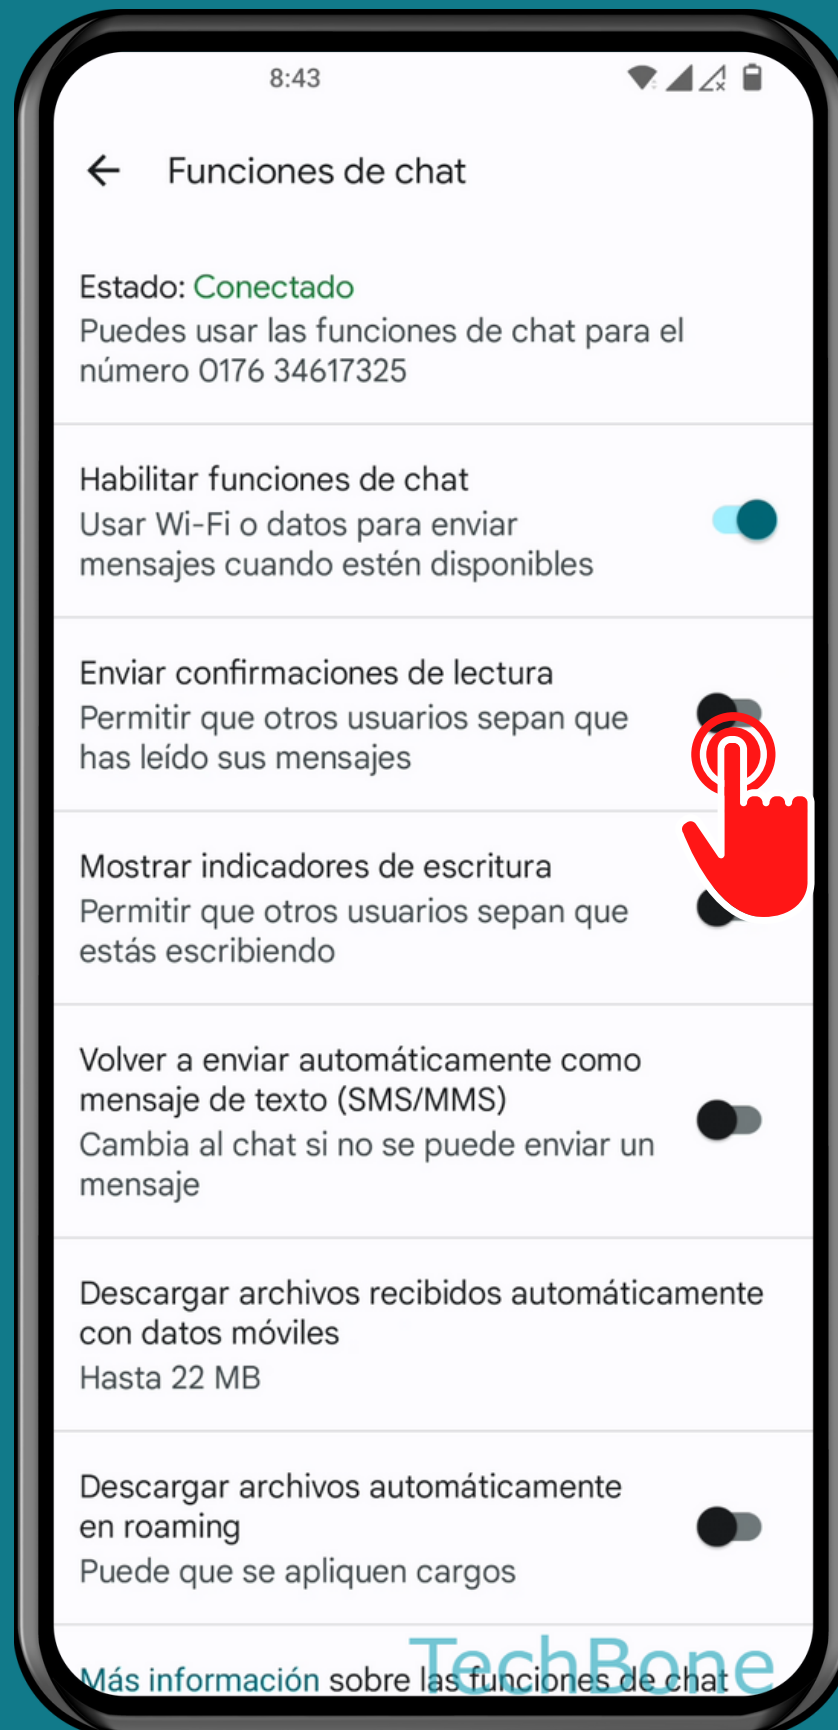 8:43
Funciones de chat
Estado: Conectado
Puedes usar las funciones de chat para el
número 0176 34617325
Habilitar funciones de chat
Usar Wi-Fi o datos para enviar
mensajes cuando estén disponibles
Enviar confirmaciones de lectura
Permitir que otros usuarios sepan que
has leído sus mensajes
Mostrar indicadores de escritura
Permitir que otros usuarios sepan que
estás escribiendo
Volver a enviar automáticamente como
mensaje de texto (SMS/MMS)
Cambia al chat si no se puede enviar un
mensaje
Descargar archivos recibidos automáticamente
con datos móviles
Hasta 22 MB
Descargar archivos automáticamente
en roaming
Puede que se apliquen cargos
Más información sobre las funciones de chat
TechBone